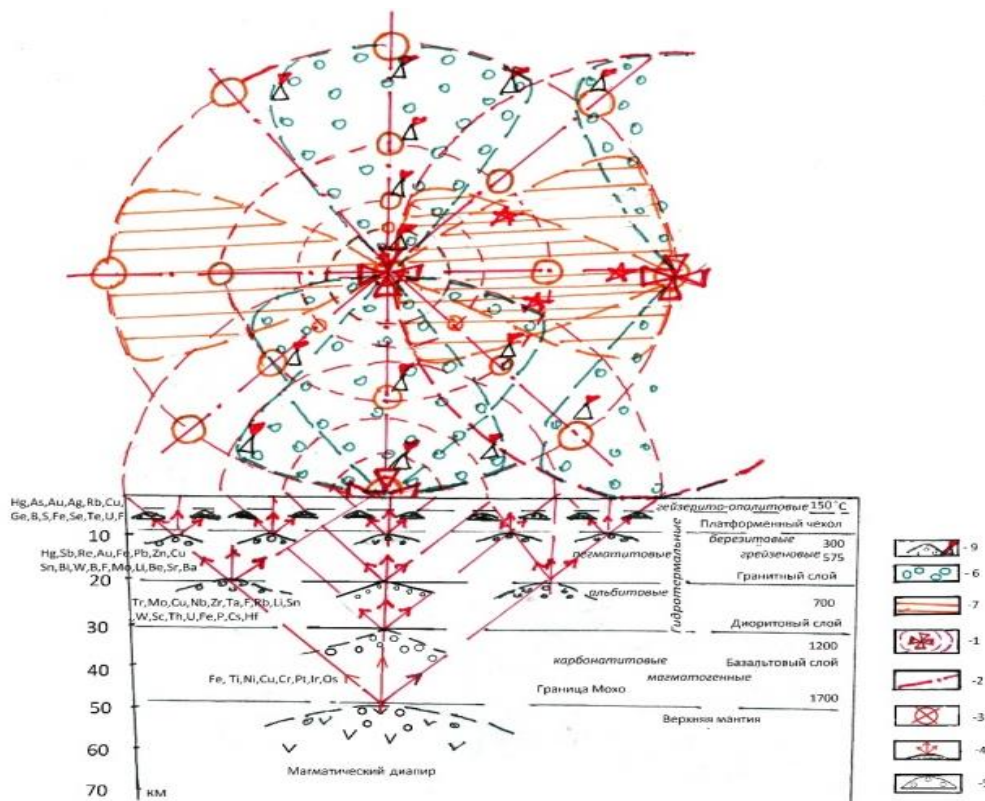 Hg,As,Au,Ag,Rb,Cu,
Ge,B,S,Fe,Se,Te,U,F
гейзерито-опалитовые 150°С
Платформенный чехол
10
березитовые 300
Hg,Sb,Re,Au,Fe,Pb,Zn,Cu
пегматитовые грейзеновые 575
Sn,Bi,W,B,F,Mo,Li,Be,Sr,Ba
Гидротермальные
20
Гранитный слой
альбитовые
Tr,Mo,Cu,Nb,Zr,Ta,F,Rb,Li,Sn
700
W,Sc,Th,U,Fe,P,Cs,Hf
Диоритовый слой
30
1200
40
карбонатитовые Базальтовый слой
Fe, Ti,Ni,Cu,Cr,Pt,Ir,Os
магматогенные
Граница Мохо 1700
50
Верхняя мантия
60
Магматический диапир
70 км
-9
-6
-7
-1
-2
-3
-4
-5